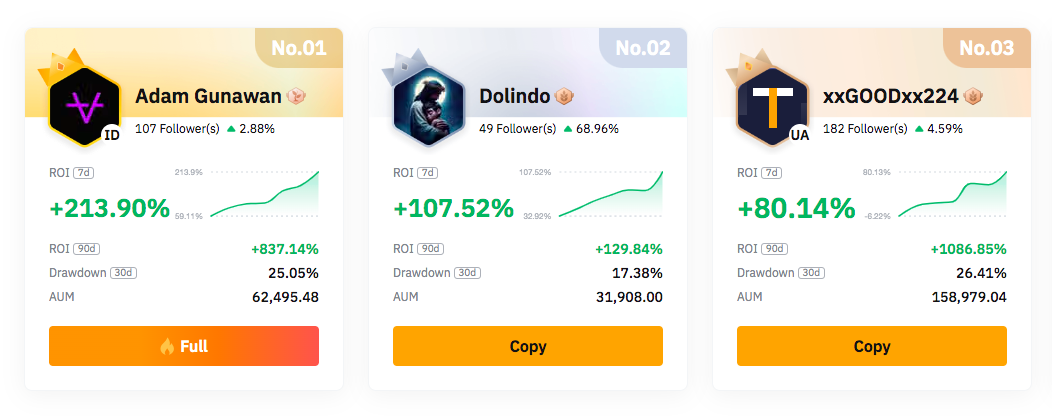 No.01
Adam Gunawan
ID
107 Follower(s) 2.88%
ROI 7d
213.9%
+213.90%
59.11%
ROI 90d +837.14%
Drawdown 30d 25.05%
AUM 62,495.48
Full
No.02
Dolindo
49 Follower(s) 68.96%
ROI 7d
107.52%
+107.52%
32.92%
ROI 90d +129.84%
Drawdown 30d 17.38%
AUM 31,908.00
Copy
No.03
xxGOODxx224
T
UA
182 Follower(s) 4.59%
ROI 7d
80.13%
+80.14%
-6.22%
ROI 90d +1086.85%
Drawdown 30d 26.41%
AUM 158,979.04
Copy